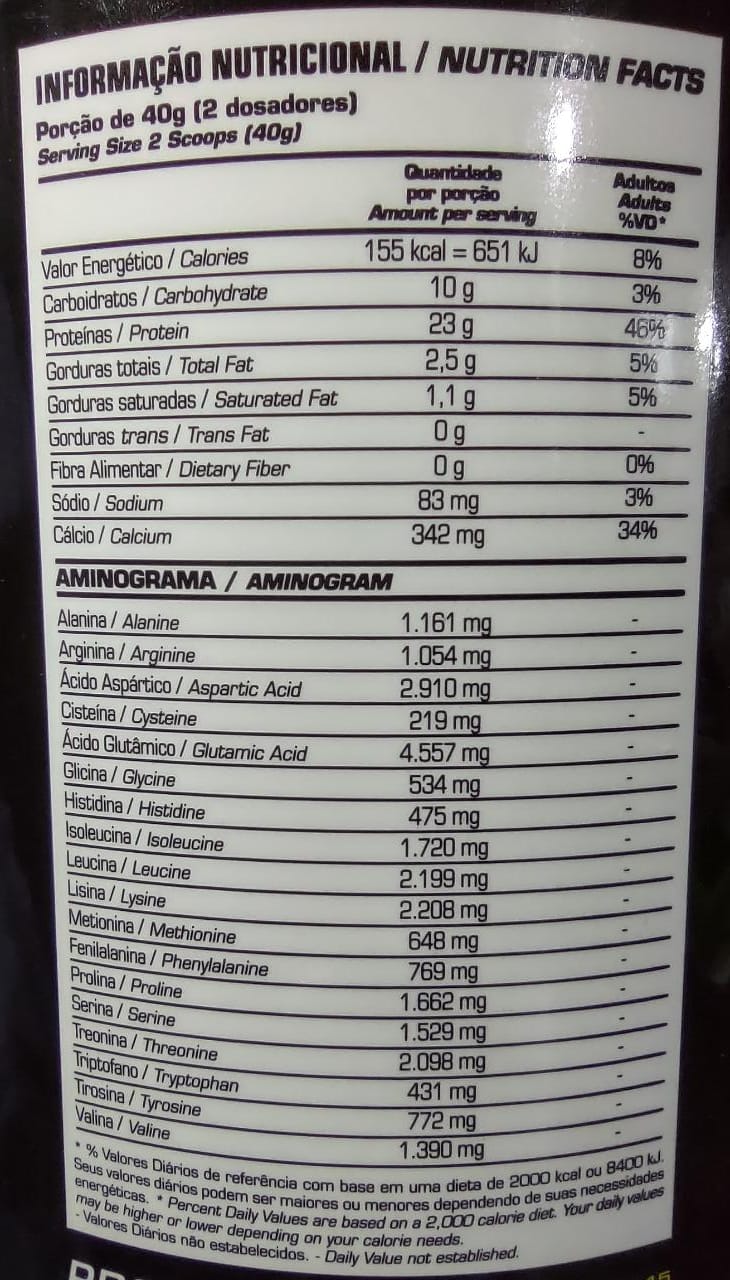 INFORMAÇÃO NUTRICIONAL / NUTRITION FACTS
Porção de 40g (2 dosadores)
Serving Size 2 Scoops (40g)
Quantidade por porção Amount per serving Adultos Adults %VD*
Valor Energético / Calories 155 kcal = 651 kJ 8%
Carboidratos / Carbohydrate 10 g 3%
Proteínas / Protein 23 g 46%
Gorduras totais / Total Fat 2,5 g 5%
Gorduras saturadas / Saturated Fat 1,1 g 5%
Gorduras trans / Trans Fat 0 g -
Fibra Alimentar / Dietary Fiber 0 g 0%
Sódio / Sodium 83 mg 3%
Cálcio / Calcium 342 mg 34%
AMINOGRAMA / AMINOGRAM
Alanina / Alanine 1.161 mg -
Arginina / Arginine 1.054 mg -
Ácido Aspártico / Aspartic Acid 2.910 mg -
Cisteína / Cysteine 219 mg -
Ácido Glutâmico / Glutamic Acid 4.557 mg -
Glicina / Glycine 534 mg -
Histidina / Histidine 475 mg -
Isoleucina / Isoleucine 1.720 mg -
Leucina / Leucine 2.199 mg -
Lisina / Lysine 2.208 mg -
Metionina / Methionine 648 mg -
Fenilalanina / Phenylalanine 769 mg -
Prolina / Proline 1.662 mg -
Serina / Serine 1.529 mg -
Treonina / Threonine 2.098 mg -
Triptofano / Tryptophan 431 mg -
Tirosina / Tyrosine 772 mg -
Valina / Valine 1.390 mg -
* % Valores Diários de referência com base em uma dieta de 2000 kcal ou 8400 kJ.
Seus valores diários podem ser maiores ou menores dependendo de suas necessidades
energéticas. * Percent Daily Values are based on a 2,000 calorie diet. Your daily values
may be higher or lower depending on your calorie needs.
- Valores Diários não estabelecidos. - Daily Value not established.